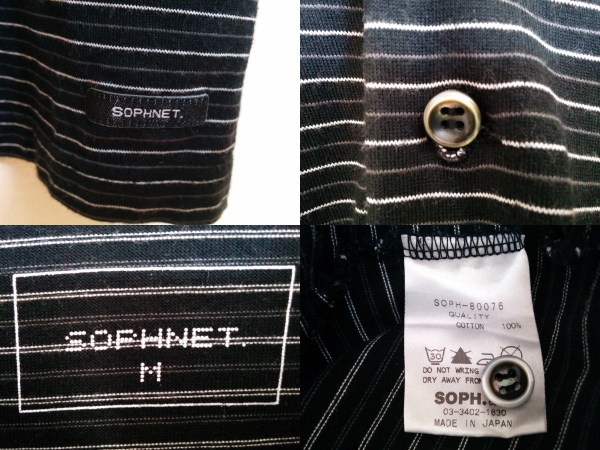 SOPHNET.
SOPHNET.
M
SOPH-80076
QUALITY
COTTON 100%
30
DO NOT WRING
DRY AWAY FROM
SOPH.
03-3402-1830
MADE IN JAPAN